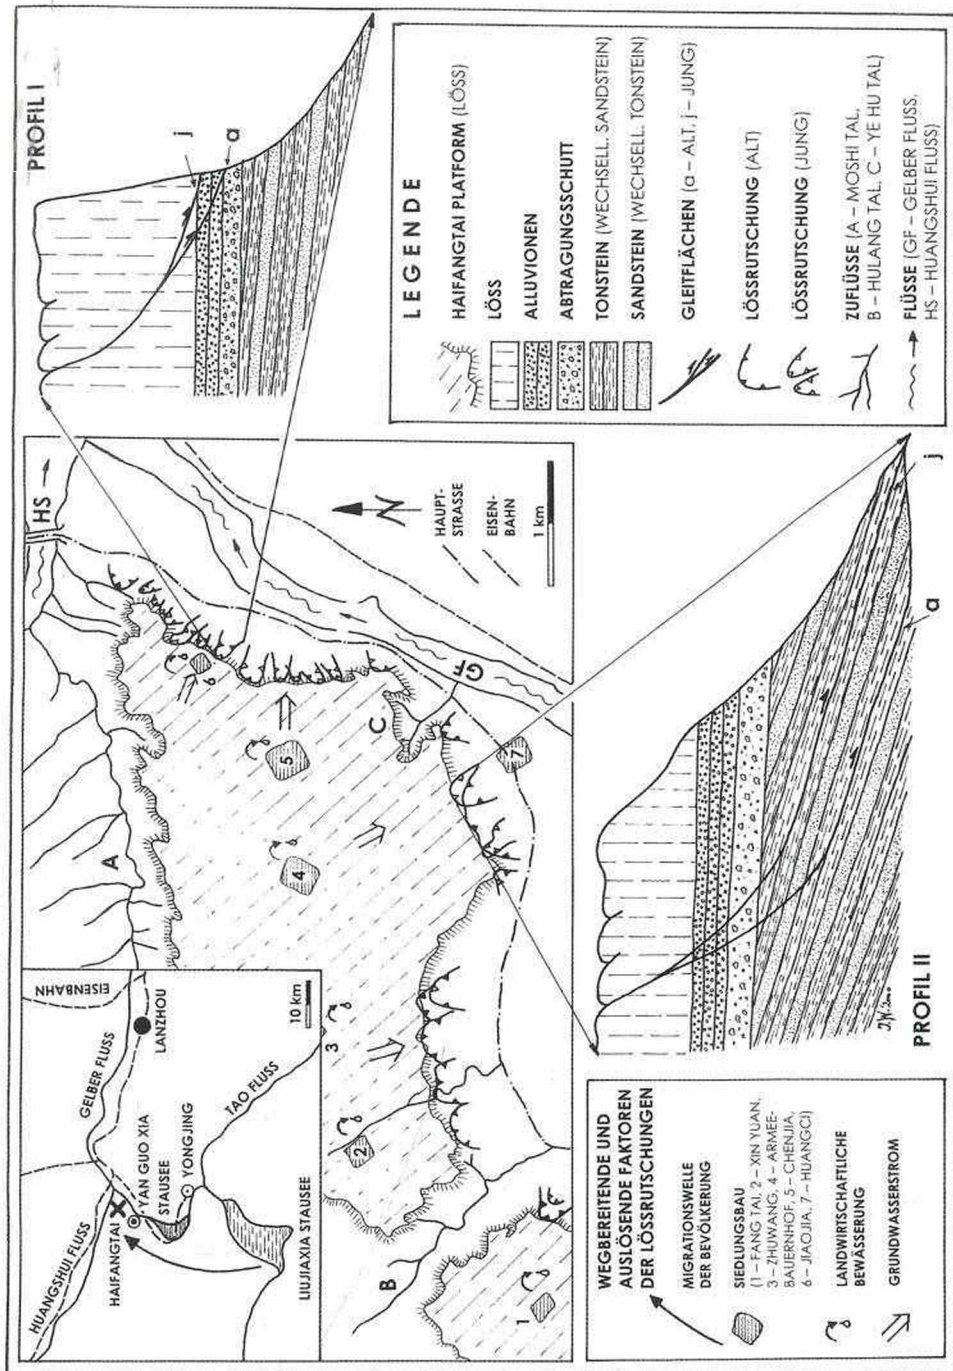 PROFIL I
j
a
LEGENDE
HAIFANGTAI PLATFORM (LÖSS)
LÖSS
ALLUVIONEN
ABTRAGUNGSSCHUTT
TONSTEIN (WECHSELL. SANDSTEIN)
SANDSTEIN (WECHSELL. TONSTEIN)
GLEITFLÄCHEN (a – ALT, j – JUNG)
LÖSSRUTSCHUNG (ALT)
LÖSSRUTSCHUNG (JUNG)
ZUFLÜSSE (A – MOSHI TAL,
B – HULANG TAL, C – YE HU TAL)
FLÜSSE (GF – GELBER FLUSS,
HS – HUANGSHUI FLUSS)
HS
N
HAUPT-
STRASSE
EISEN-
BAHN
1 km
GF
A
B
C
1
2
3
4
5
7
HUANGSHUI FLUSS
GELBER FLUSS
EISENBAHN
LANZHOU
HAIFANGTAI
YAN GUO XIA
STAUSEE
YONGJING
TAO FLUSS
LIUJIAXIA STAUSEE
10 km
PROFIL II
a
j
WEGBEREITENDE UND
AUSLÖSENDE FAKTOREN
DER LÖSSRUTSCHUNGEN
MIGRATIONSWELLE
DER BEVÖLKERUNG
SIEDLUNGSBAU
(1 – FANG TAI, 2 – XIN YUAN,
3 – ZHUWANG, 4 – ARMEE-
BAUERNHOF, 5 – CHENJIA,
6 – JIAOJIA, 7 – HUANGCI)
LANDWIRTSCHAFTLICHE
BEWÄSSERUNG
GRUNDWASSERSTROM